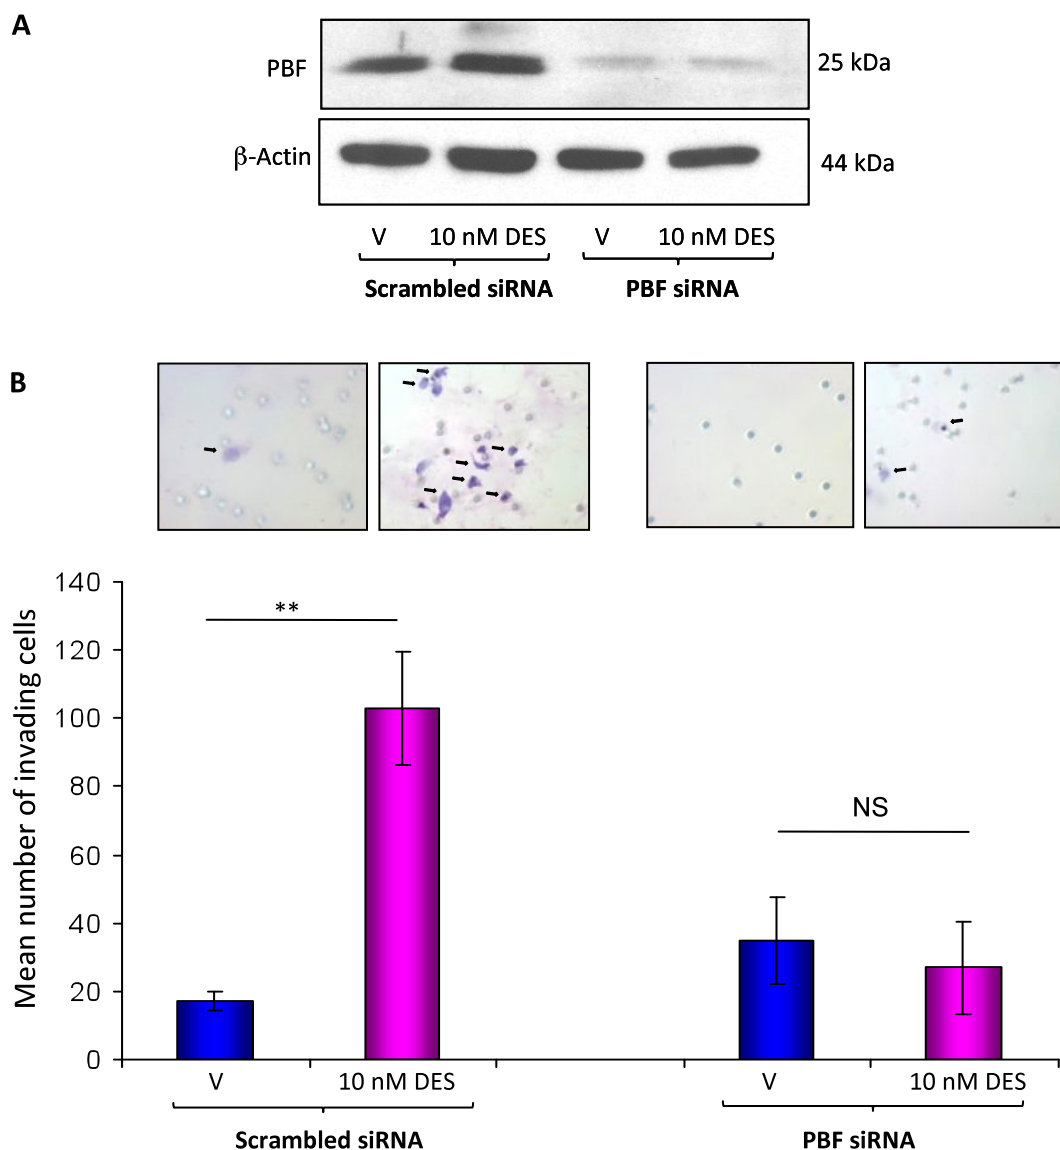 A
PBF
25 kDa
β-Actin
44 kDa
V 10 nM DES V 10 nM DES
Scrambled siRNA PBF siRNA
B
Mean number of invading cells
140
120
100
80
60
40
20
0
**
NS
V 10 nM DES V 10 nM DES
Scrambled siRNA PBF siRNA